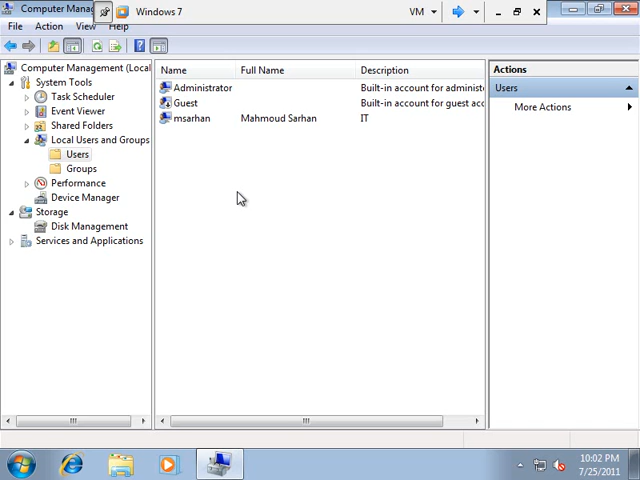 Computer Manag
Windows 7
VM
File Action View Help
Computer Management (Local
System Tools
Task Scheduler
Event Viewer
Shared Folders
Local Users and Groups
Users
Groups
Performance
Device Manager
Storage
Disk Management
Services and Applications
Name Full Name Description
Administrator Built-in account for administe
Guest Built-in account for guest acc
msarhan Mahmoud Sarhan IT
Actions
Users
More Actions
10:02 PM
7/25/2011